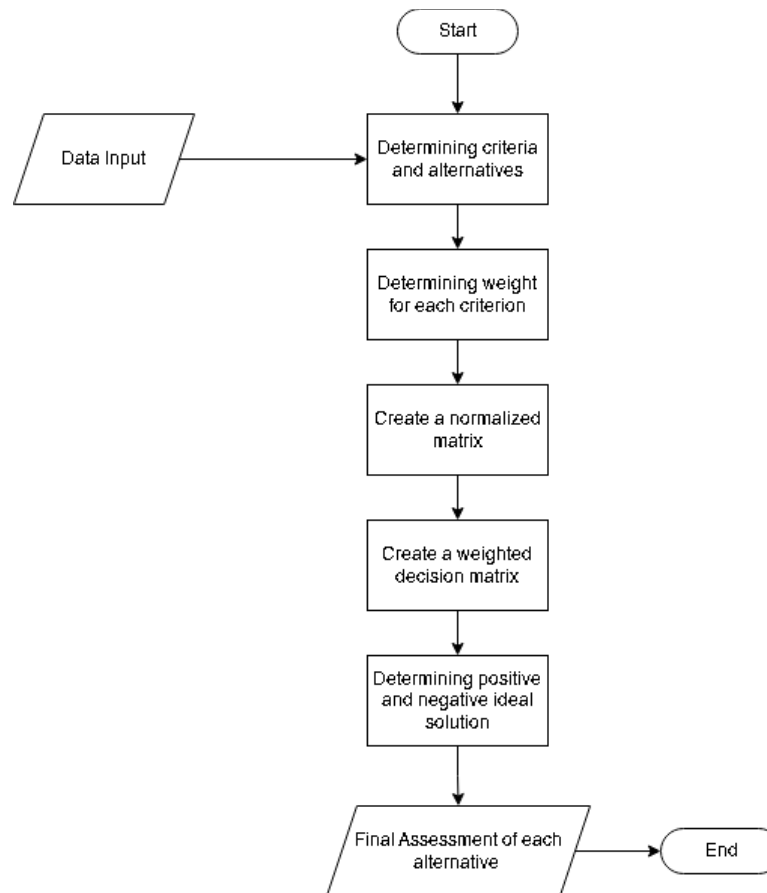 Start
Data Input
Determining criteria
and alternatives
Determining weight
for each criterion
Create a normalized
matrix
Create a weighted
decision matrix
Determining positive
and negative ideal
solution
Final Assessment of each
alternative
End